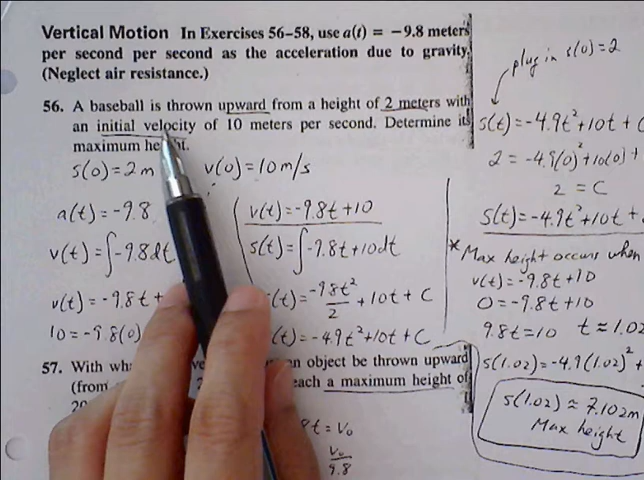 Vertical Motion In Exercises 56–58, use a(t) = −9.8 meters
per second per second as the acceleration due to gravity.
(Neglect air resistance.)
56. A baseball is thrown upward from a height of 2 meters with
an initial velocity of 10 meters per second. Determine its
maximum
s(0)=2m v(0)=10m/s
a(t)=-9.8
v(t)=∫-9.8dt
v(t)=-9.8t+
10=-9.8(0)
v(t)=-9.8t+10
s(t)=∫-9.8t+10dt
(t)=-9.8t²/2+10t+C
(t)=-4.9t²+10t+C
plug in s(0)=2
s(t)=-4.9t²+10t+C
2=-4.9(0)²+10(0)+
2=C
s(t)=-4.9t²+10t+
* Max height occurs when
v(t)=-9.8t+10
0=-9.8t+10
9.8t=10 t≈1.02
s(1.02)=-4.9(1.02)²+
s(1.02)≈7.102m
Max height
57. With object be thrown upward
(from a maximum height of
t=V₀
V₀/9.8